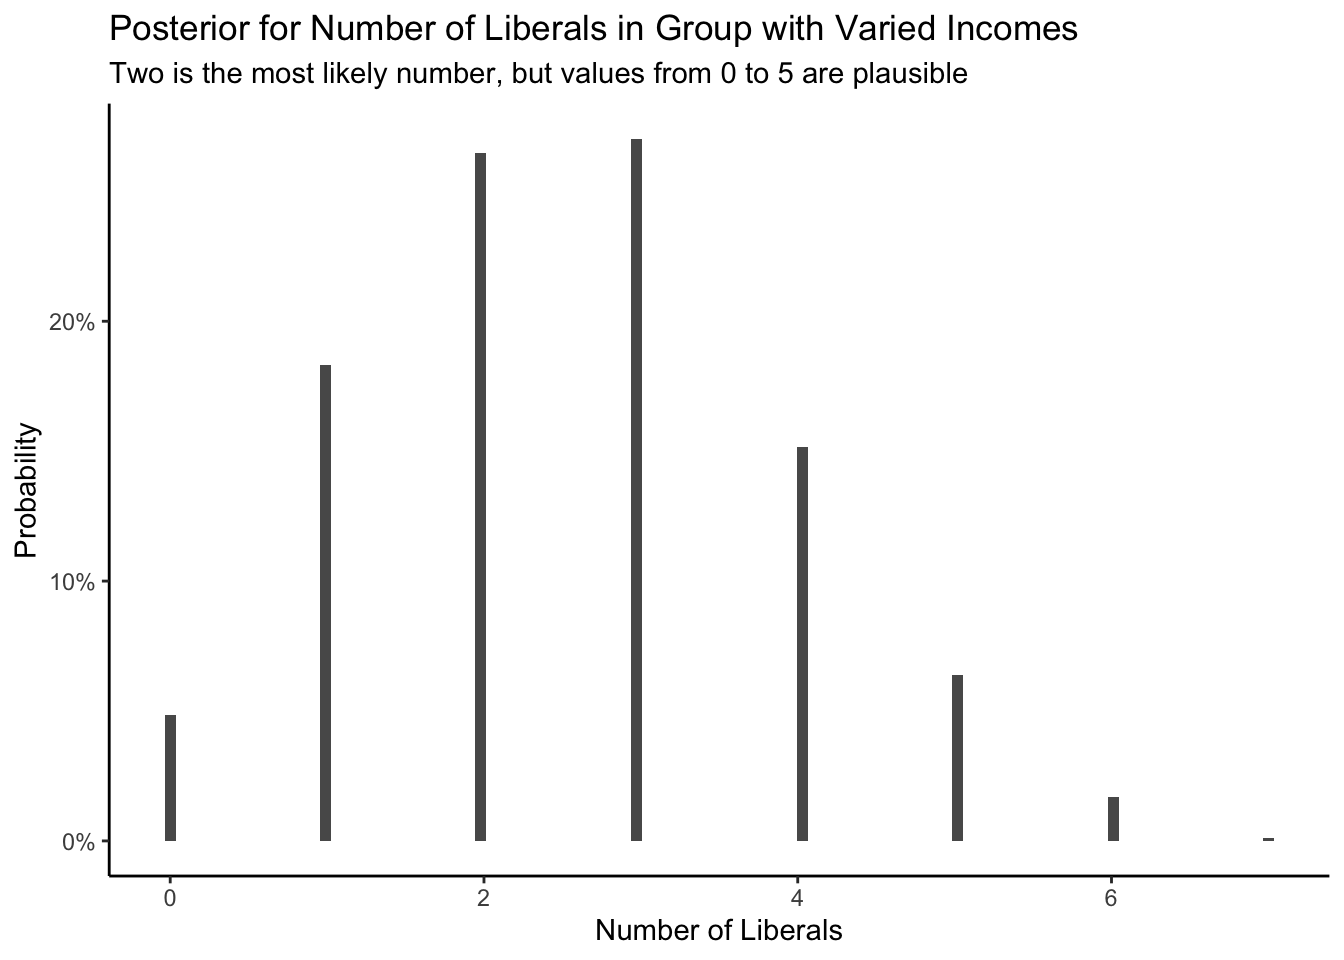 Posterior for Number of Liberals in Group with Varied Incomes
Two is the most likely number, but values from 0 to 5 are plausible
20%
10%
0%
Probability
0 2 4 6
Number of Liberals